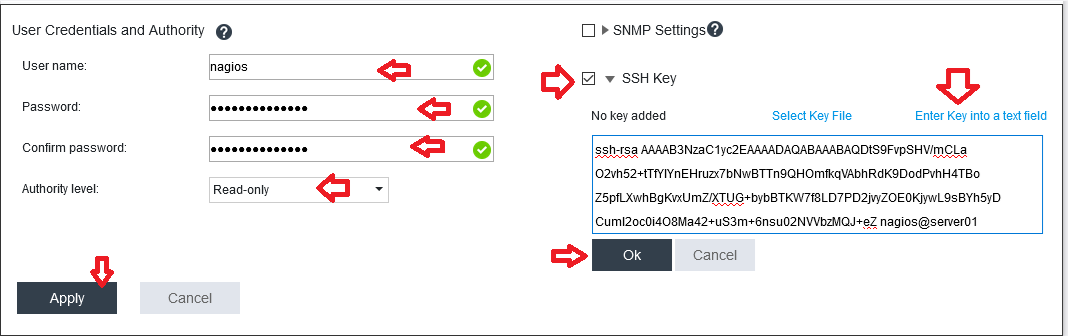 User Credentials and Authority ?
User name:
nagios
Password:
••••••••••••••
Confirm password:
••••••••••••••
Authority level:
Read-only
Apply
Cancel
SNMP Settings ?
SSH Key
No key added
Select Key File
Enter Key into a text field
ssh-rsa AAAAB3NzaC1yc2EAAAADAQABAAABAQDtS9FvpSHV/mCLa
O2vh52+tTfYIYnEHruzx7bNwBTTn9QHOmfkqVAbhRdK9DodPvhH4TBo
Z5pfLXwhBgKvxUmZ/XTUG+bybBTKW7f8LD7PD2jvyZOE0KjywL9sBYh5yD
CumI2oc0i4O8Ma42+uS3m+6nsu02NVVbzMQJ+eZ nagios@server01
Ok
Cancel